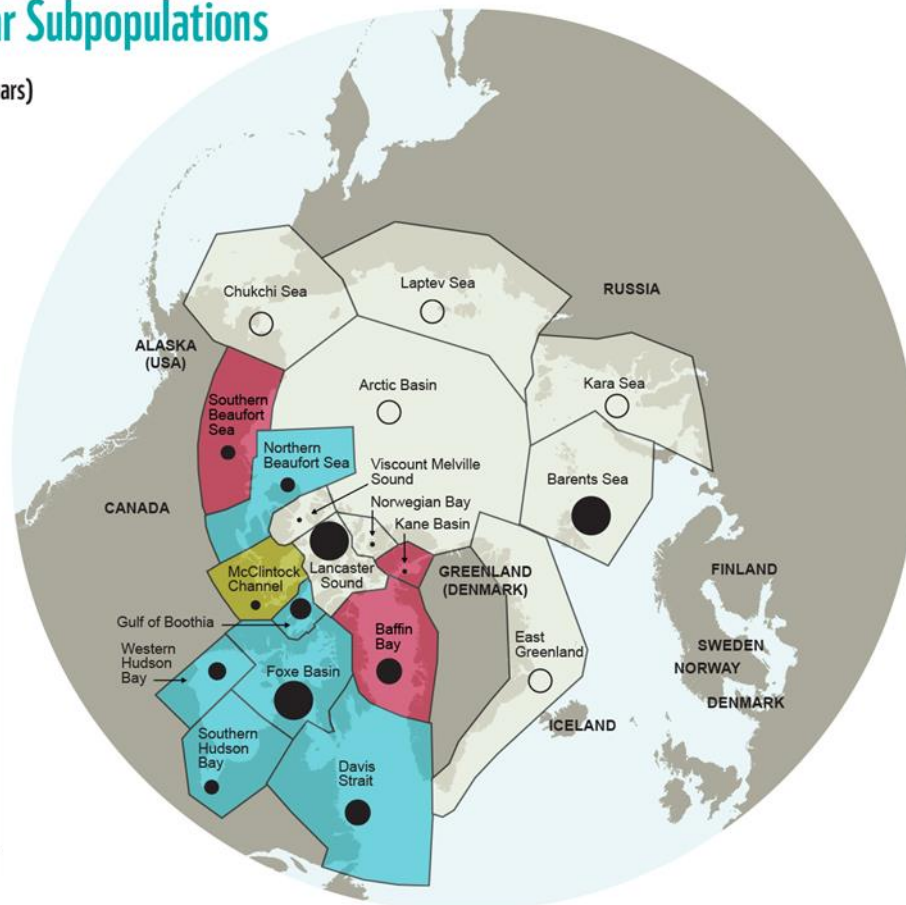 Subpopulations
Chukchi Sea
Laptev Sea
RUSSIA
ALASKA
(USA)
Arctic Basin
Kara Sea
Southern
Beaufort
Sea
Northern
Beaufort Sea
Viscount Melville
Sound
Barents Sea
Norwegian Bay
CANADA
Kane Basin
McClintock
Channel
Lancaster
Sound
GREENLAND
(DENMARK)
FINLAND
Gulf of Boothia
Baffin
Bay
East
Greenland
Western
Hudson
Bay
Foxe Basin
SWEDEN
NORWAY
DENMARK
ICELAND
Southern
Hudson
Bay
Davis
Strait